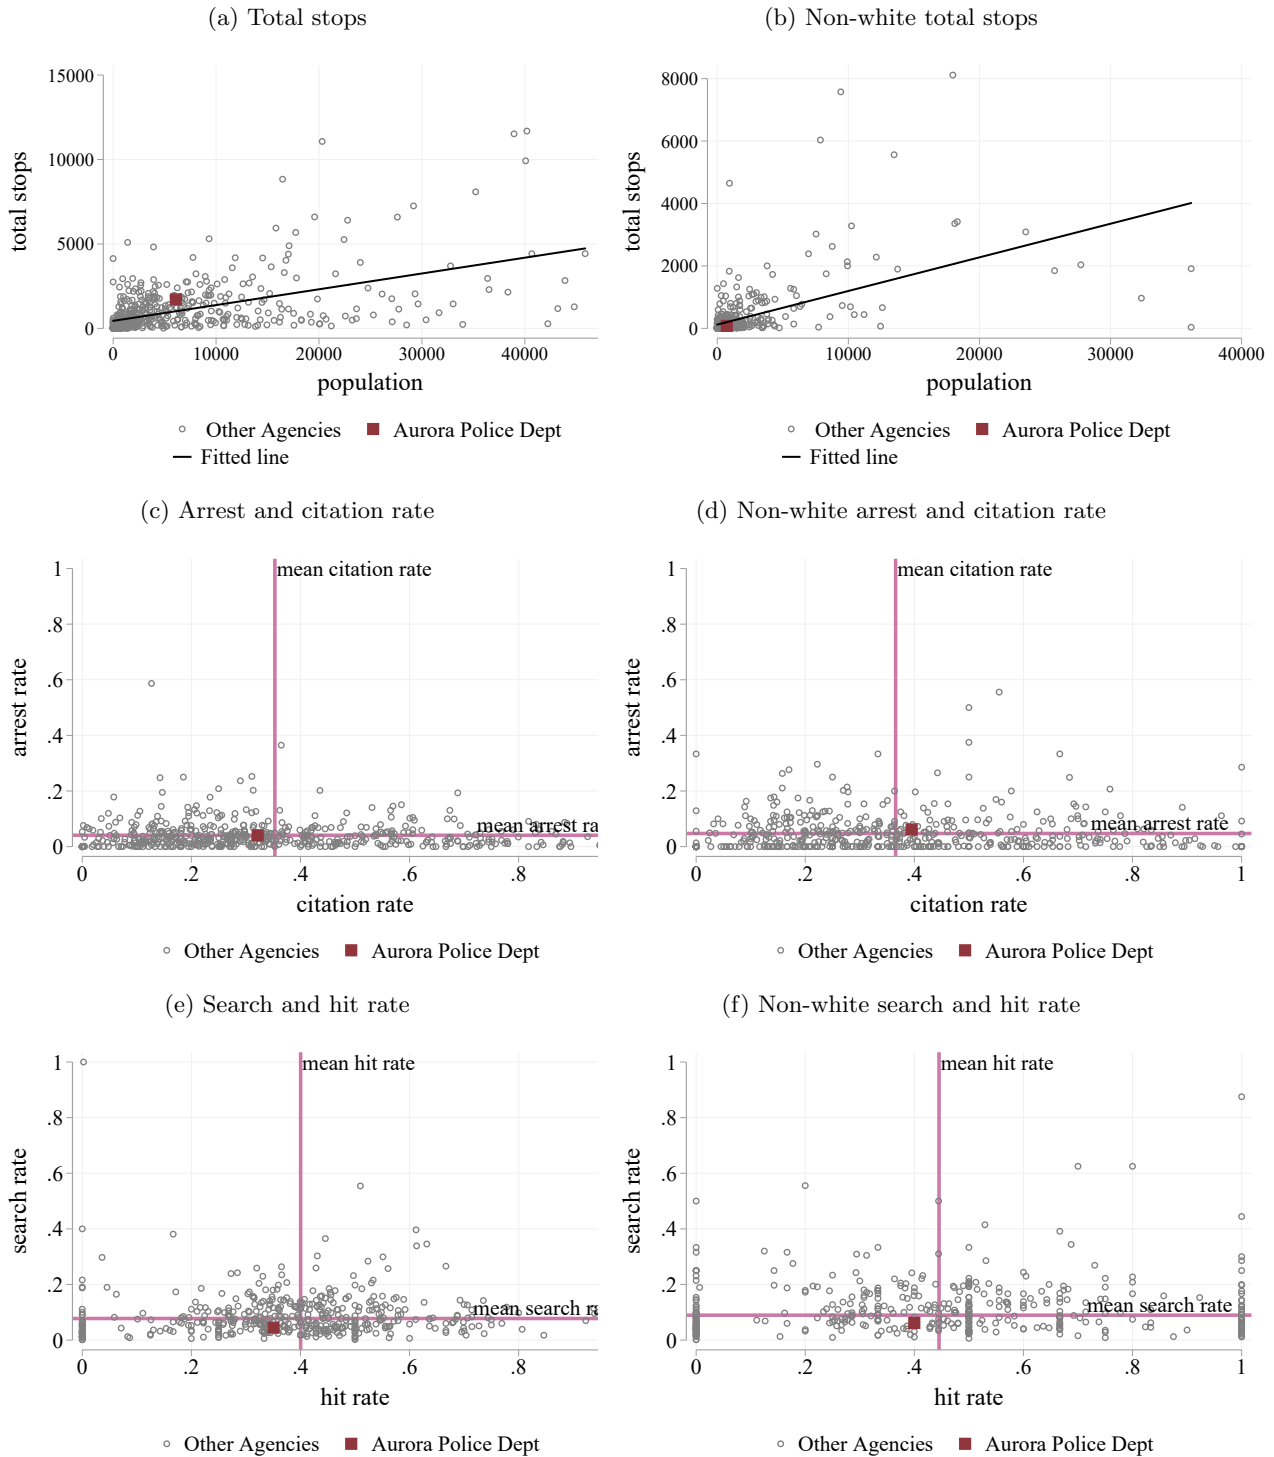 (a) Total stops
(b) Non-white total stops
total stops
15000
10000
5000
0
0 10000 20000 30000 40000
population
Other Agencies Aurora Police Dept
Fitted line
total stops
8000
6000
4000
2000
0
0 10000 20000 30000 40000
population
Other Agencies Aurora Police Dept
Fitted line
(c) Arrest and citation rate
(d) Non-white arrest and citation rate
arrest rate
1
.8
.6
.4
.2
0
mean citation rate
mean arrest ra
0 .2 .4 .6 .8
citation rate
Other Agencies Aurora Police Dept
arrest rate
1
.8
.6
.4
.2
0
mean citation rate
mean arrest rate
0 .2 .4 .6 .8 1
citation rate
Other Agencies Aurora Police Dept
(e) Search and hit rate
(f) Non-white search and hit rate
search rate
1
.8
.6
.4
.2
0
mean hit rate
mean search ra
0 .2 .4 .6 .8
hit rate
Other Agencies Aurora Police Dept
search rate
1
.8
.6
.4
.2
0
mean hit rate
mean search rate
0 .2 .4 .6 .8 1
hit rate
Other Agencies Aurora Police Dept